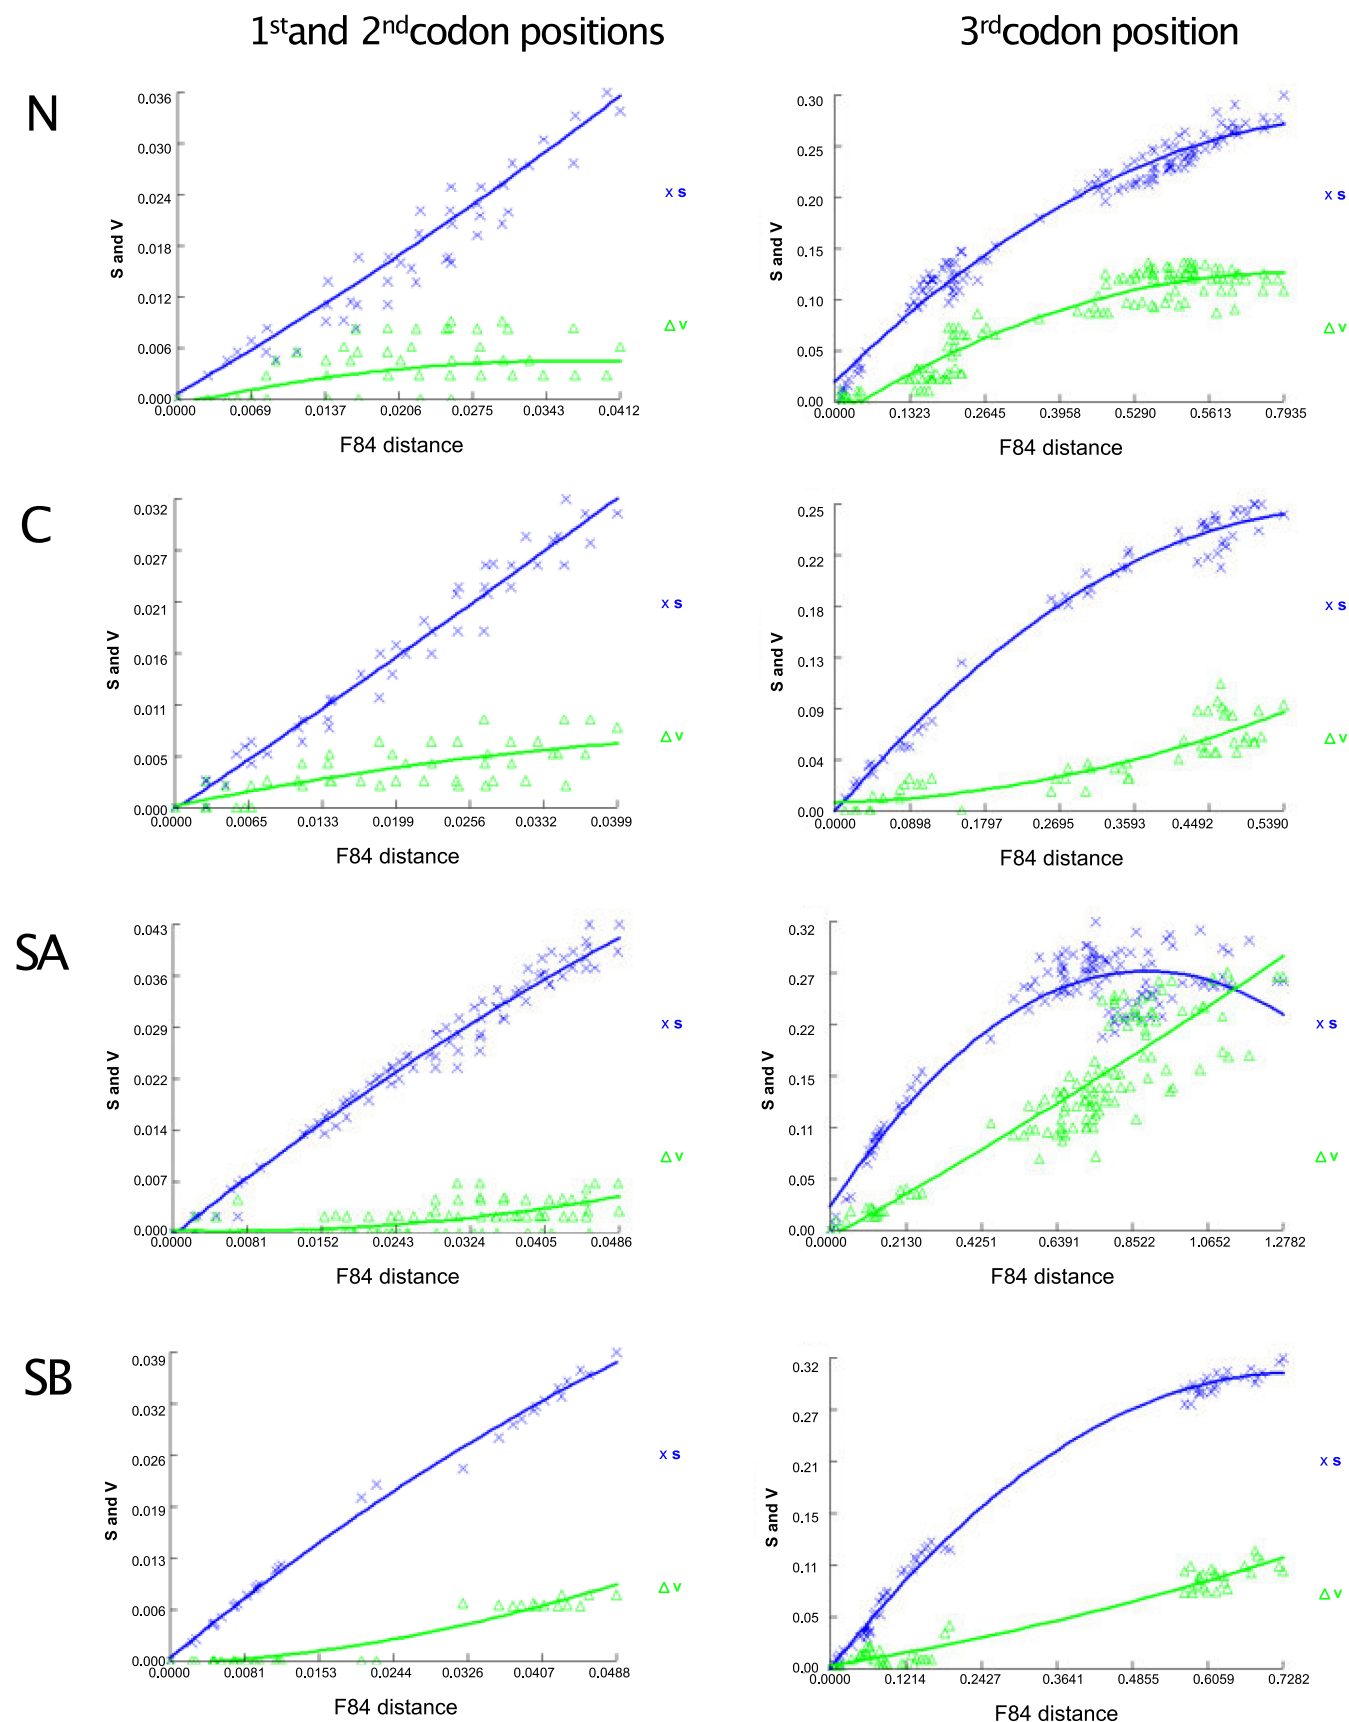 1st and 2nd codon positions
3rd codon position
N
S and V
0.036
0.030
0.024
0.018
0.012
0.006
0.000
0.0000 0.0069 0.0137 0.0206 0.0275 0.0343 0.0412
F84 distance
x s
Δ v
S and V
0.30
0.25
0.20
0.15
0.10
0.05
0.00
0.0000 0.1323 0.2645 0.3958 0.5290 0.5613 0.7935
F84 distance
x s
Δ v
C
S and V
0.032
0.027
0.021
0.016
0.011
0.005
0.000
0.0000 0.0065 0.0133 0.0199 0.0256 0.0332 0.0399
F84 distance
x s
Δ v
S and V
0.25
0.22
0.18
0.13
0.09
0.04
0.00
0.0000 0.0898 0.1797 0.2695 0.3593 0.4492 0.5390
F84 distance
x s
Δ v
SA
S and V
0.043
0.036
0.029
0.022
0.014
0.007
0.000
0.0000 0.0081 0.0152 0.0243 0.0324 0.0405 0.0486
F84 distance
x s
Δ v
S and V
0.32
0.27
0.22
0.15
0.11
0.05
0.00
0.0000 0.2130 0.4251 0.6391 0.8522 1.0652 1.2782
F84 distance
x s
Δ v
SB
S and V
0.039
0.032
0.026
0.019
0.013
0.006
0.000
0.0000 0.0081 0.0153 0.0244 0.0326 0.0407 0.0488
F84 distance
x s
Δ v
S and V
0.32
0.27
0.21
0.15
0.11
0.05
0.00
0.0000 0.1214 0.2427 0.3641 0.4855 0.6059 0.7282
F84 distance
x s
Δ v